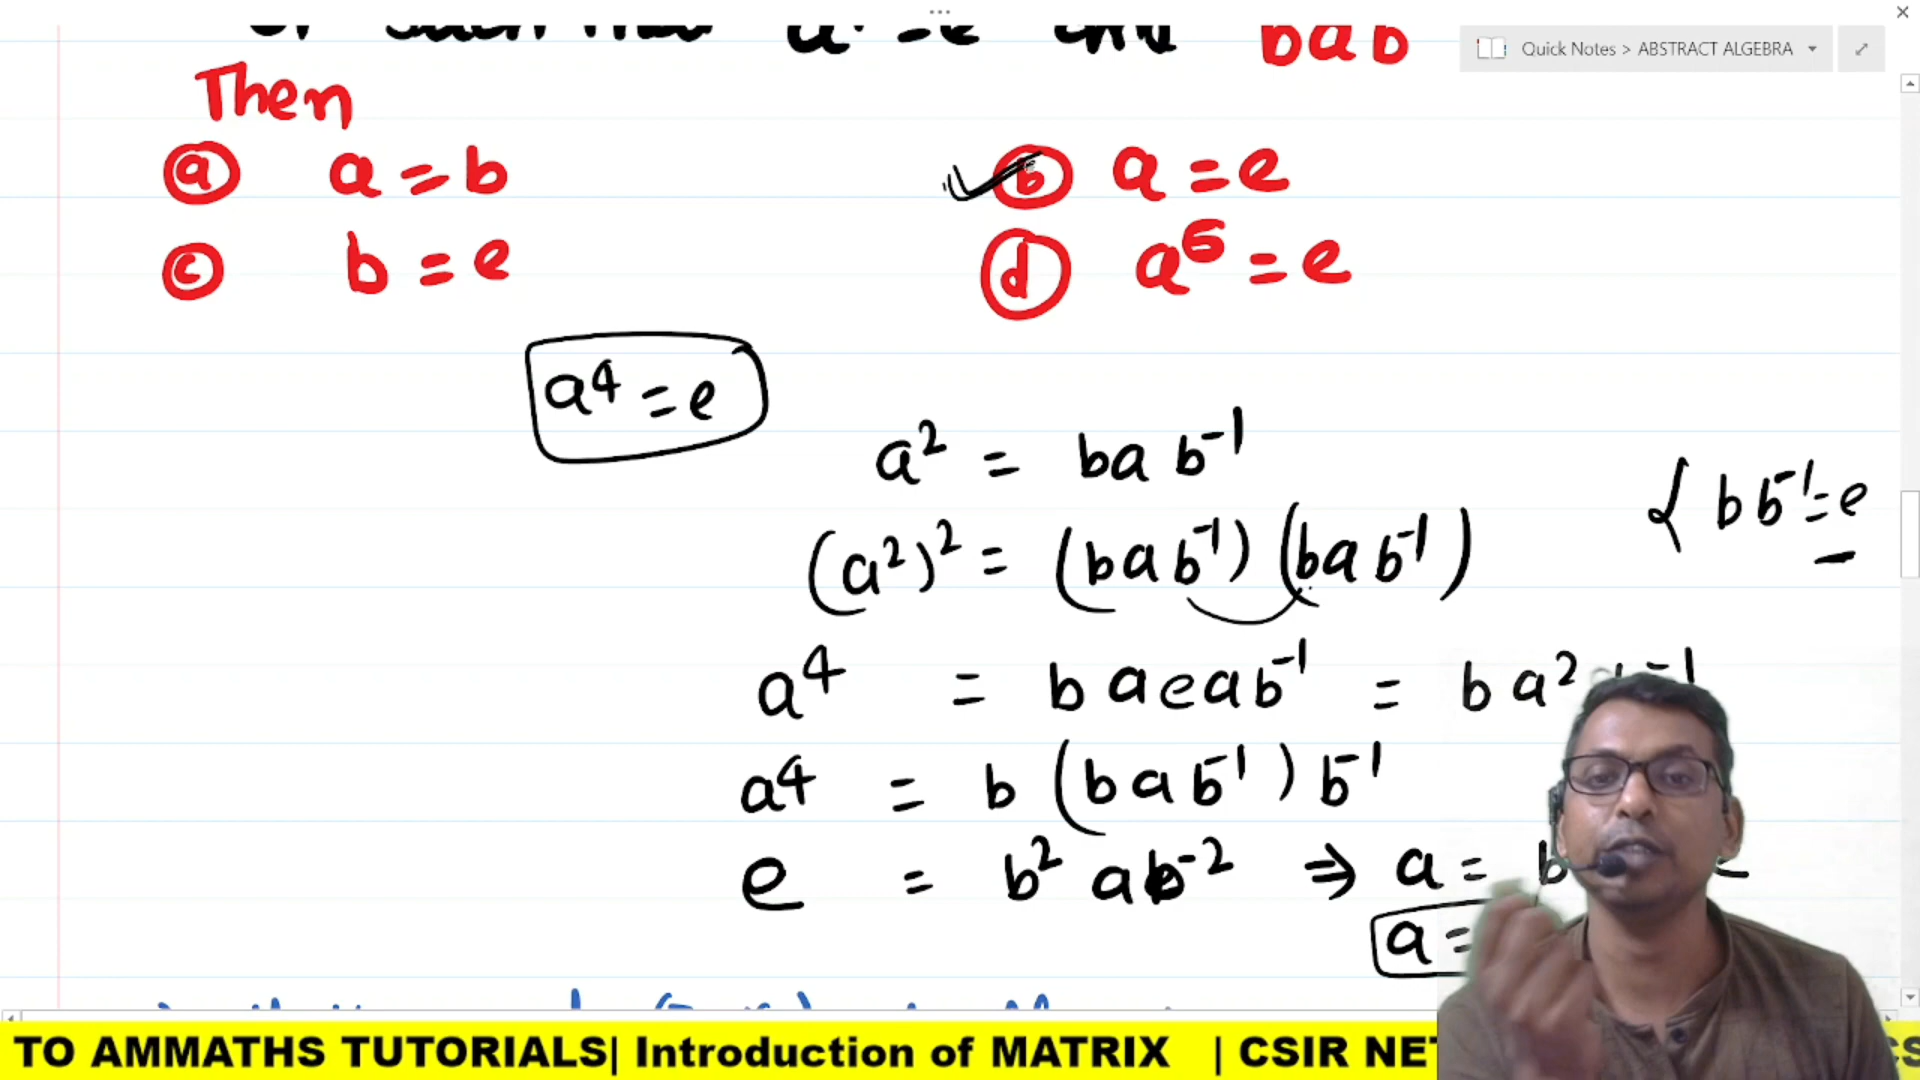 bab
Quick Notes > ABSTRACT ALGEBRA
Then
ⓐ a = b
ⓑ a = e
ⓒ b = e
ⓓ a⁶ = e
a⁴ = e
a² = bab⁻¹
{ bb⁻¹ = e
(a²)² = (bab⁻¹)(bab⁻¹)
a⁴ = baeab⁻¹ = ba²
a⁴ = b(bab⁻¹)b⁻¹
e = b²ab⁻² ⇒ a = b
a =
TO AMMATHS TUTORIALS| Introduction of MATRIX | CSIR NET